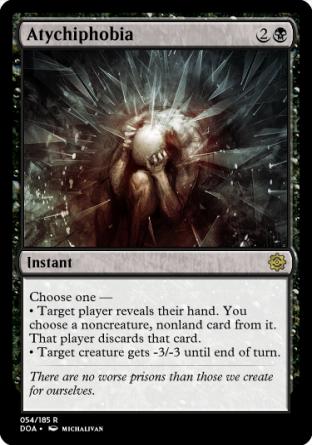 Atychiphobia 2
Instant
Choose one —
• Target player reveals their hand. You
choose a noncreature, nonland card from it.
That player discards that card.
• Target creature gets -3/-3 until end of turn.
There are no worse prisons than those we create
for ourselves.
054/185 R
DOA • MICHALIVAN